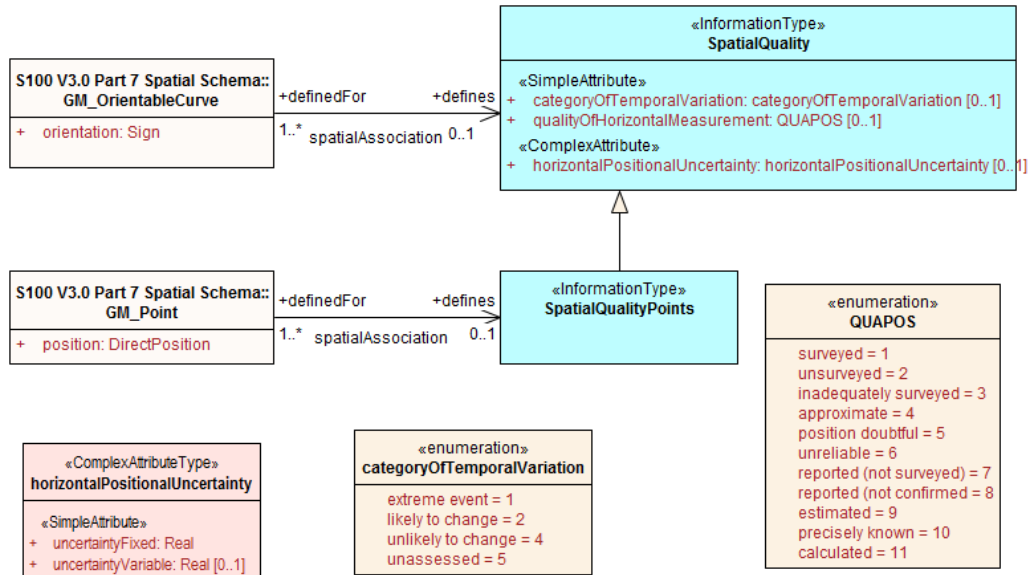 «InformationType»
SpatialQuality
«SimpleAttribute»
+ categoryOfTemporalVariation: categoryOfTemporalVariation [0..1]
+ qualityOfHorizontalMeasurement: QUAPOS [0..1]
«ComplexAttribute»
+ horizontalPositionalUncertainty: horizontalPositionalUncertainty [0..1]
S100 V3.0 Part 7 Spatial Schema::
GM_OrientableCurve
+ orientation: Sign
+definedFor +defines
1..* spatialAssociation 0..1
S100 V3.0 Part 7 Spatial Schema::
GM_Point
+ position: DirectPosition
+definedFor +defines
1..* spatialAssociation 0..1
«InformationType»
SpatialQualityPoints
«enumeration»
QUAPOS
surveyed = 1
unsurveyed = 2
inadequately surveyed = 3
approximate = 4
position doubtful = 5
unreliable = 6
reported (not surveyed) = 7
reported (not confirmed = 8
estimated = 9
precisely known = 10
calculated = 11
«ComplexAttributeType»
horizontalPositionalUncertainty
«SimpleAttribute»
+ uncertaintyFixed: Real
+ uncertaintyVariable: Real [0..1]
«enumeration»
categoryOfTemporalVariation
extreme event = 1
likely to change = 2
unlikely to change = 4
unassessed = 5